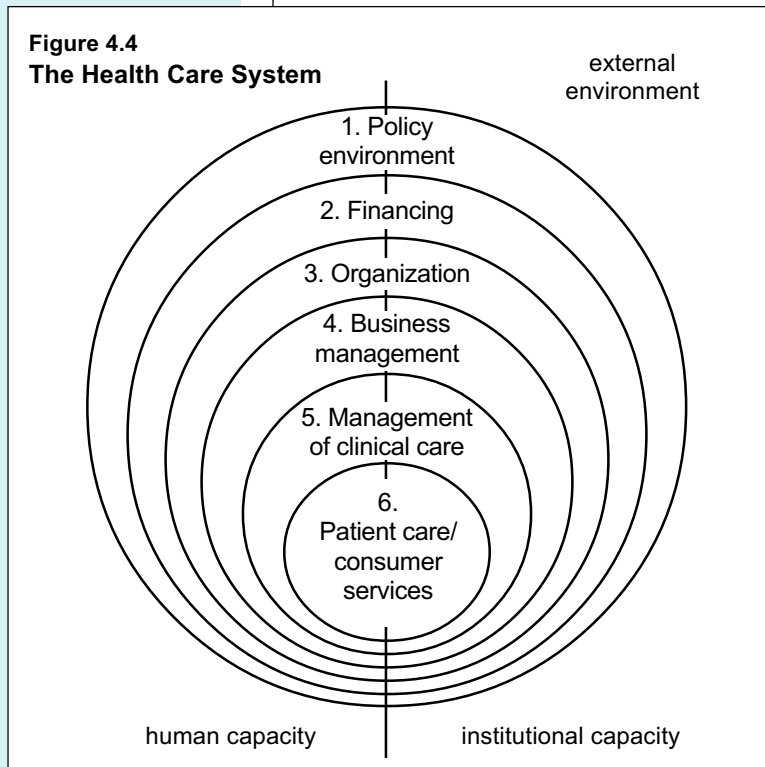 Figure 4.4
The Health Care System
external
environment
1. Policy
environment
2. Financing
3. Organization
4. Business
management
5. Management
of clinical care
6.
Patient care/
consumer
services
human capacity
institutional capacity